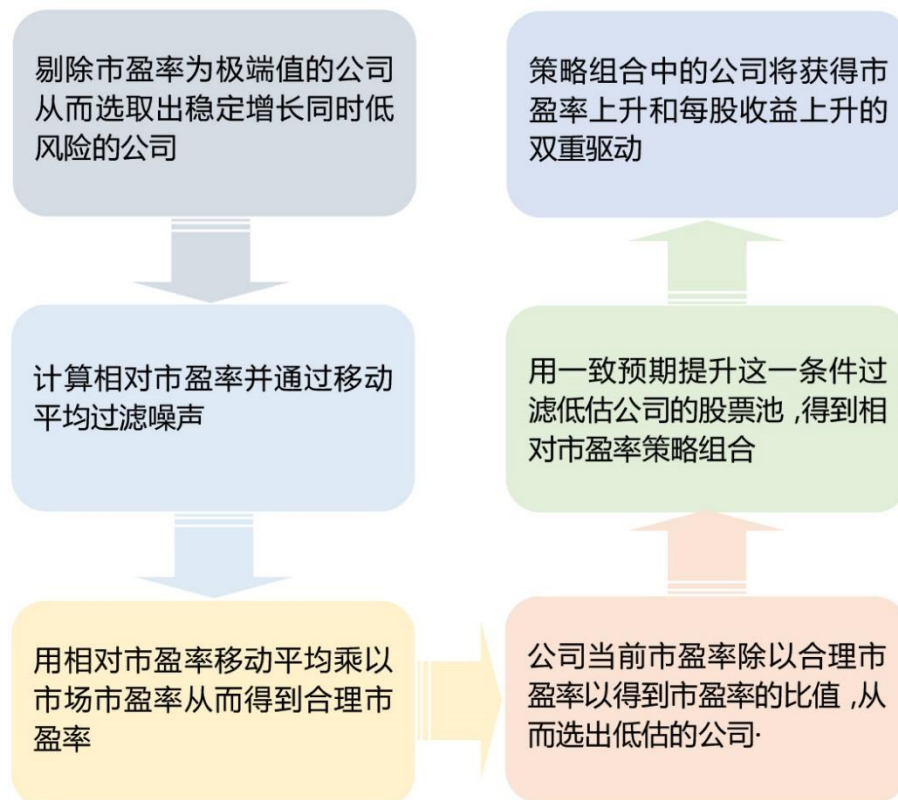 剔除市盈率为极端值的公司
从而选取出稳定增长同时低
风险的公司
计算相对市盈率并通过移动
平均过滤噪声
用相对市盈率移动平均乘以
市场市盈率从而得到合理市
盈率
公司当前市盈率除以合理市
盈率以得到市盈率的比值,从
而选出低估的公司·
用一致预期提升这一条件过
滤低估公司的股票池,得到相
对市盈率策略组合
策略组合中的公司将获得市
盈率上升和每股收益上升的
双重驱动